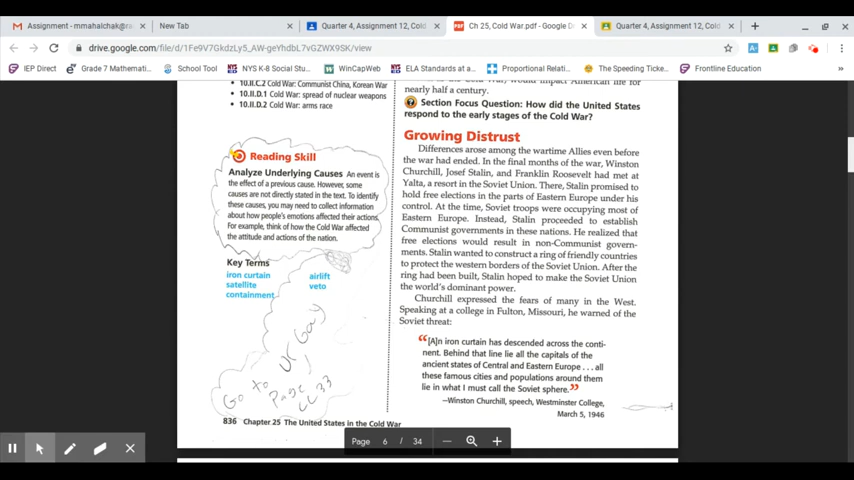 Assignment - mmahalchak@ra
New Tab
Quarter 4, Assignment 12, Cold
Ch 25, Cold War.pdf - Google D
Quarter 4, Assignment 12, Cold
drive.google.com/file/d/1Fe9V7GkdzLy5_AW-geYhdbL7vGZWX9SK/view
IEP Direct
Grade 7 Mathemati...
School Tool
NYS K-8 Social Stu...
WinCapWeb
ELA Standards at a...
Proportional Relati...
The Speeding Ticke...
Frontline Education
10.II.C.2 Cold War: Communist China, Korean War
• 10.II.D.1 Cold War: spread of nuclear weapons
• 10.II.D.2 Cold War: arms race
Reading Skill
Analyze Underlying Causes An event is
the effect of a previous cause. However, some
causes are not directly stated in the text. To identify
these causes, you may need to collect information
about how people's emotions affected their actions.
For example, think of how the Cold War affected
the attitude and actions of the nation.
Key Terms
iron curtain
satellite
containment
airlift
veto
Ur Gay
Go to
Page
836 Chapter 25 The United States in the Cold War
nearly half a century.
Section Focus Question: How did the United States
respond to the early stages of the Cold War?
Growing Distrust
Differences arose among the wartime Allies even before
the war had ended. In the final months of the war, Winston
Churchill, Josef Stalin, and Franklin Roosevelt had met at
Yalta, a resort in the Soviet Union. There, Stalin promised to
hold free elections in the parts of Eastern Europe under his
control. At the time, Soviet troops were occupying most of
Eastern Europe. Instead, Stalin proceeded to establish
Communist governments in these nations. He realized that
free elections would result in non-Communist govern-
ments. Stalin wanted to construct a ring of friendly countries
to protect the western borders of the Soviet Union. After the
ring had been built, Stalin hoped to make the Soviet Union
the world's dominant power.
Churchill expressed the fears of many in the West.
Speaking at a college in Fulton, Missouri, he warned of the
Soviet threat:
“[A]n iron curtain has descended across the conti-
nent. Behind that line lie all the capitals of the
ancient states of Central and Eastern Europe . . . all
these famous cities and populations around them
lie in what I must call the Soviet sphere.”
—Winston Churchill, speech, Westminster College,
March 5, 1946
Page 6 / 34